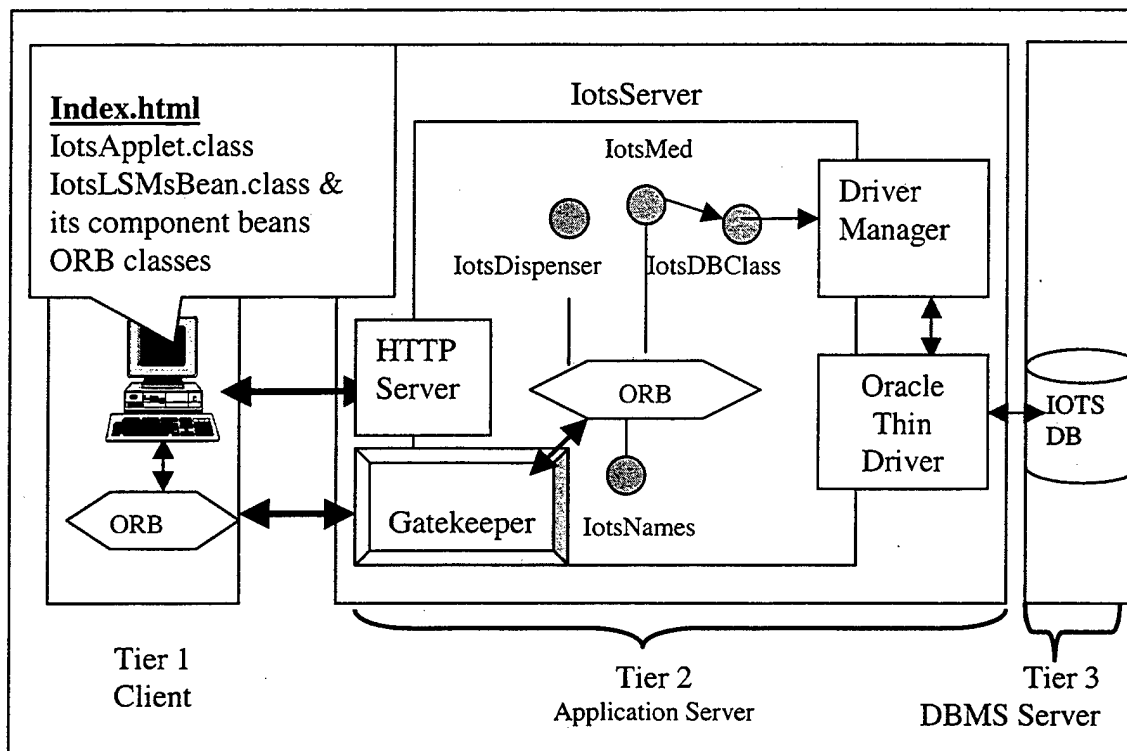 Index.html
IotsApplet.class
IotsLSMsBean.class &
its component beans
ORB classes
IotsServer
IotsMed
IotsDispenser
IotsDBClass
Driver
Manager
HTTP
Server
ORB
Oracle
Thin
Driver
IOTS
DB
ORB
Gatekeeper
IotsNames
Tier 1
Client
Tier 2
Application Server
Tier 3
DBMS Server